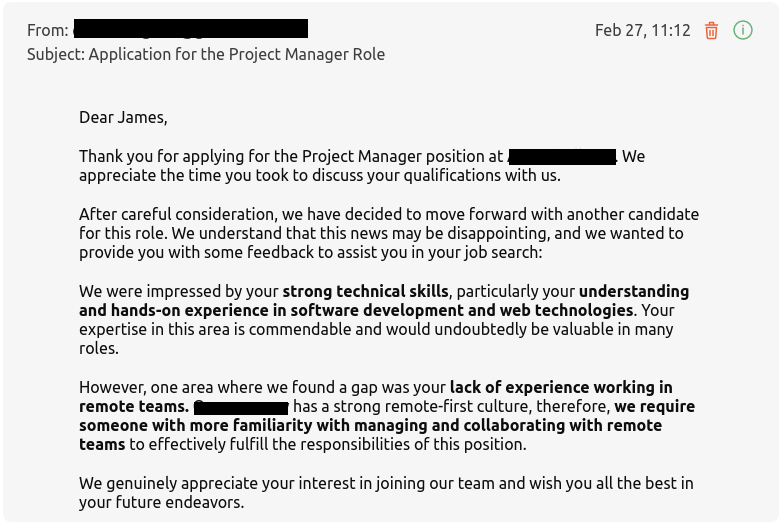 From:
Feb 27, 11:12
Subject: Application for the Project Manager Role
Dear James,
Thank you for applying for the Project Manager position at . We
appreciate the time you took to discuss your qualifications with us.
After careful consideration, we have decided to move forward with another candidate
for this role. We understand that this news may be disappointing, and we wanted to
provide you with some feedback to assist you in your job search:
We were impressed by your strong technical skills, particularly your understanding
and hands-on experience in software development and web technologies. Your
expertise in this area is commendable and would undoubtedly be valuable in many
roles.
However, one area where we found a gap was your lack of experience working in
remote teams. has a strong remote-first culture, therefore, we require
someone with more familiarity with managing and collaborating with remote
teams to effectively fulfill the responsibilities of this position.
We genuinely appreciate your interest in joining our team and wish you all the best in
your future endeavors.